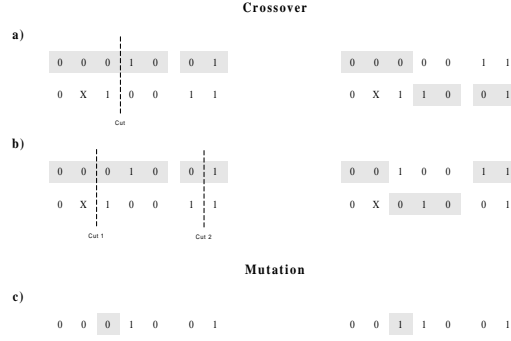 Crossover
a)
0 0 0 1 0 0 1 0 0 0 0 0 1 1
0 X 1 0 0 1 1 0 X 1 1 0 0 1
Cut
b)
0 0 0 1 0 0 1 0 0 1 0 0 1 1
0 X 1 0 0 1 1 0 X 0 1 0 0 1
Cut 1 Cut 2
Mutation
c)
0 0 0 1 0 0 1 0 0 1 1 0 0 1